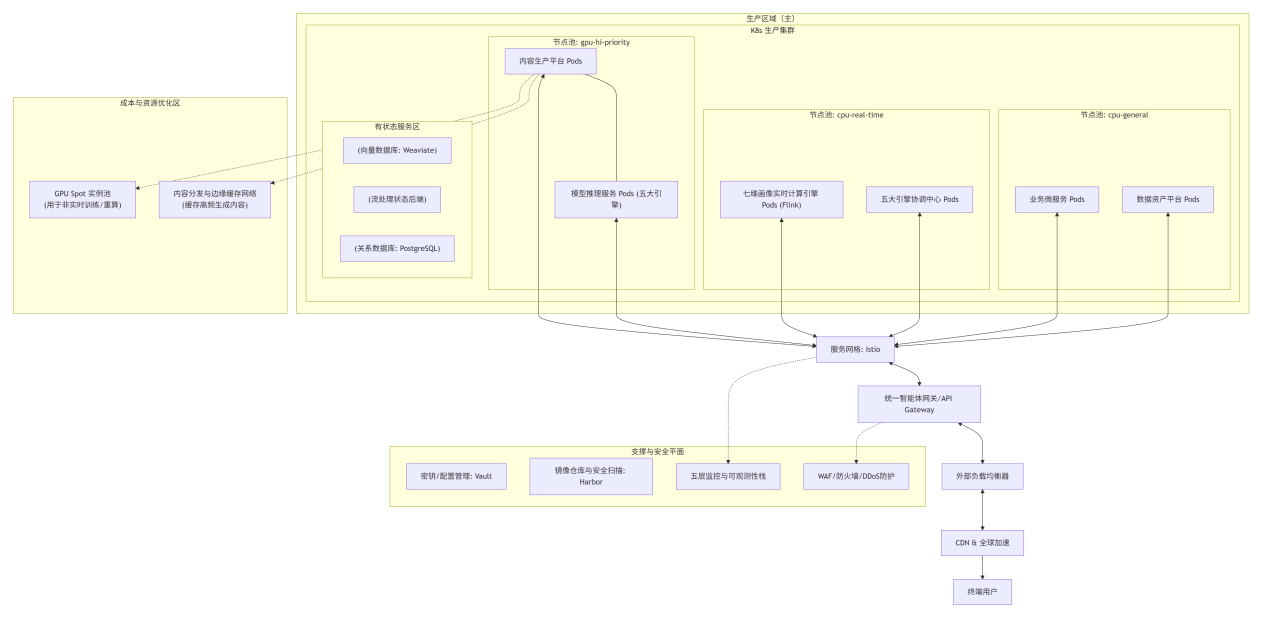 生产区域（主）
K8s 生产集群
节点池: gpu-hi-priority
内容生产平台 Pods
成本与资源优化区
节点池: cpu-real-time
节点池: cpu-general
有状态服务区
(向量数据库: Weaviate)
GPU Spot 实例池
(用于非实时训练/重算)
内容分发与边缘缓存网络
(缓存高频生成内容)
(流处理状态后端)
模型推理服务 Pods (五大引
擎)
七维画像实时计算引擎
Pods (Flink)
五大引擎协调中心 Pods
业务微服务 Pods
数据资产平台 Pods
(关系数据库: PostgreSQL)
服务网格: Istio
统一智能体网关/API
Gateway
支撑与安全平面
密钥/配置管理: Vault
镜像仓库与安全扫描:
Harbor
五层监控与可观测性栈
WAF/防火墙/DDoS防护
外部负载均衡器
CDN & 全球加速
终端用户